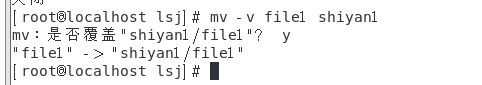 [root@localhost lsj]# mv -v file1 shiyan1
mv：是否覆盖"shiyan1/file1"？ y
"file1" -> "shiyan1/file1"
[root@localhost lsj]#